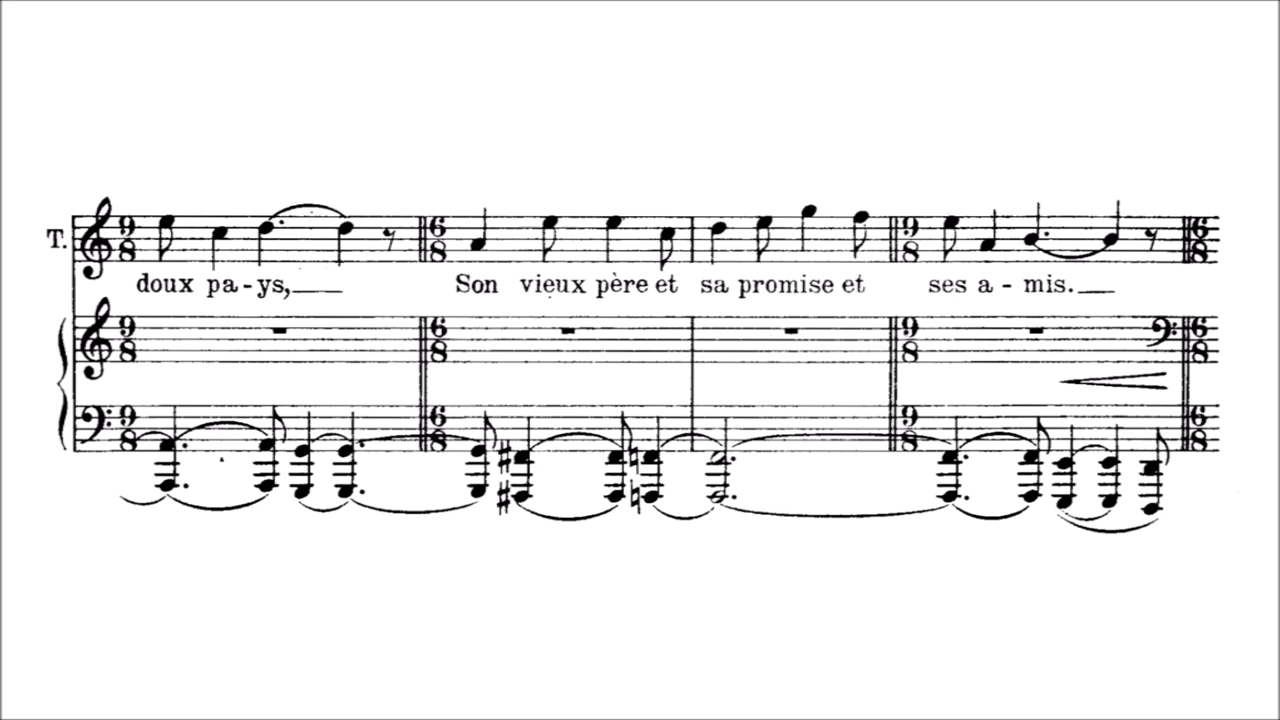 T.
doux pa-ys, Son vieux père et sa promise et ses a-mis.